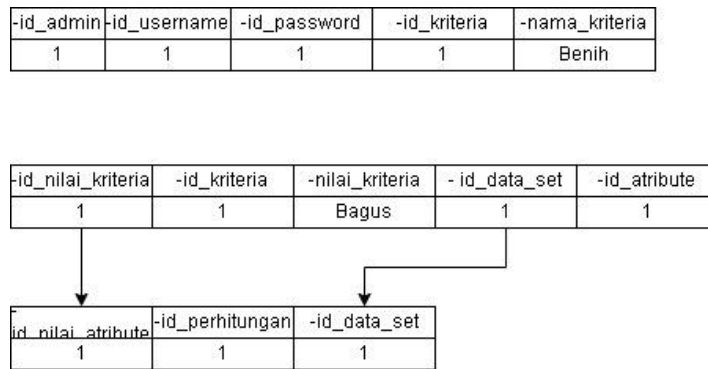 -id_admin -id_username -id_password -id_kriteria -nama_kriteria
1 1 1 1 Benih
-id_nilai_kriteria -id_kriteria -nilai_kriteria - id_data_set -id_atribute
1 1 Bagus 1 1
- id_nilai_atribute -id_perhitungan -id_data_set
1 1 1